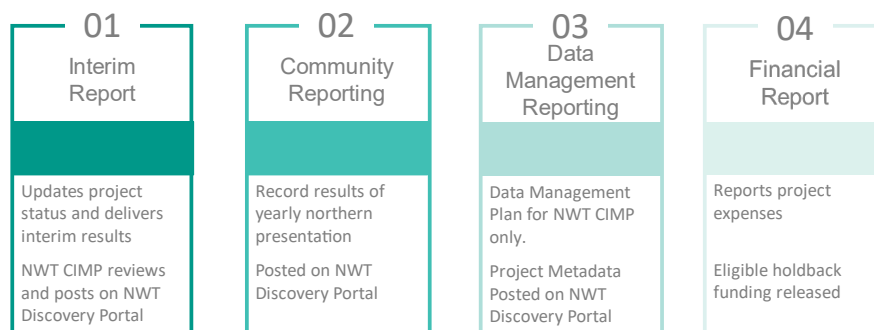 01
Interim
Report
Updates project
status and delivers
interim results
NWT CIMP reviews
and posts on NWT
Discovery Portal
02
Community
Reporting
Record results of
yearly northern
presentation
Posted on NWT
Discovery Portal
03
Data
Management
Reporting
Data Management
Plan for NWT CIMP
only.
Project Metadata
Posted on NWT
Discovery Portal
04
Financial
Report
Reports project
expenses
Eligible holdback
funding released